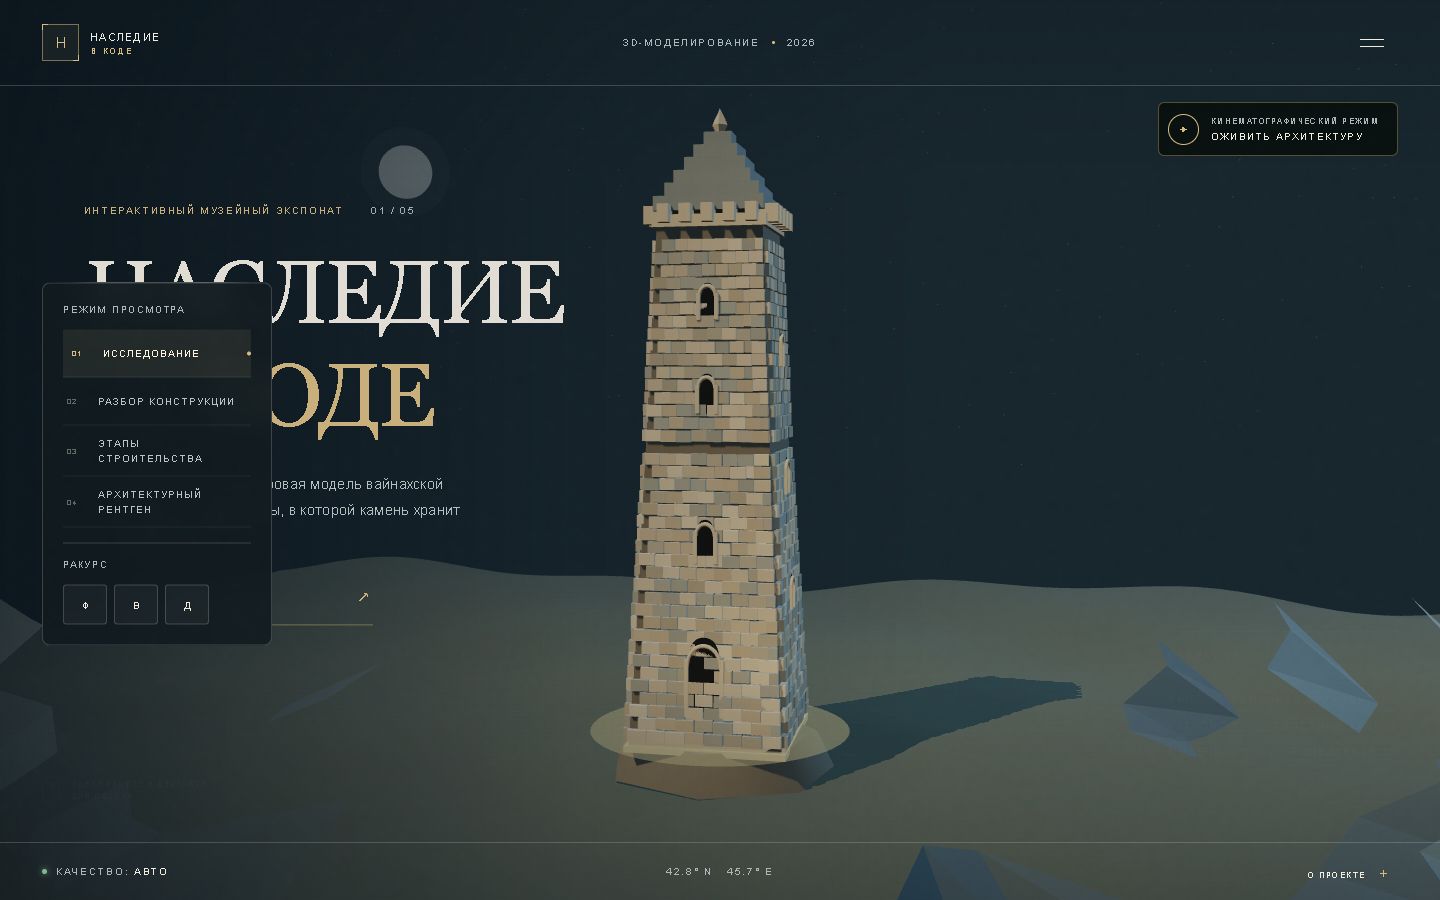 Н
НАСЛЕДИЕ
В КОДЕ
3D-МОДЕЛИРОВАНИЕ • 2026
КИНЕМАТОГРАФИЧЕСКИЙ РЕЖИМ
ОЖИВИТЬ АРХИТЕКТУРУ
ИНТЕРАКТИВНЫЙ МУЗЕЙНЫЙ ЭКСПОНАТ 01 / 05
НАСЛЕДИЕ
ОДЕ
модель вайнахской
в которой камень хранит
РЕЖИМ ПРОСМОТРА
01 ИССЛЕДОВАНИЕ
02 РАЗБОР КОНСТРУКЦИИ
03 ЭТАПЫ
СТРОИТЕЛЬСТВА
04 АРХИТЕКТУРНЫЙ
РЕНТГЕН
РАКУРС
Ф В Д
КАЧЕСТВО: АВТО
42.8° N 45.7° E
О ПРОЕКТЕ +